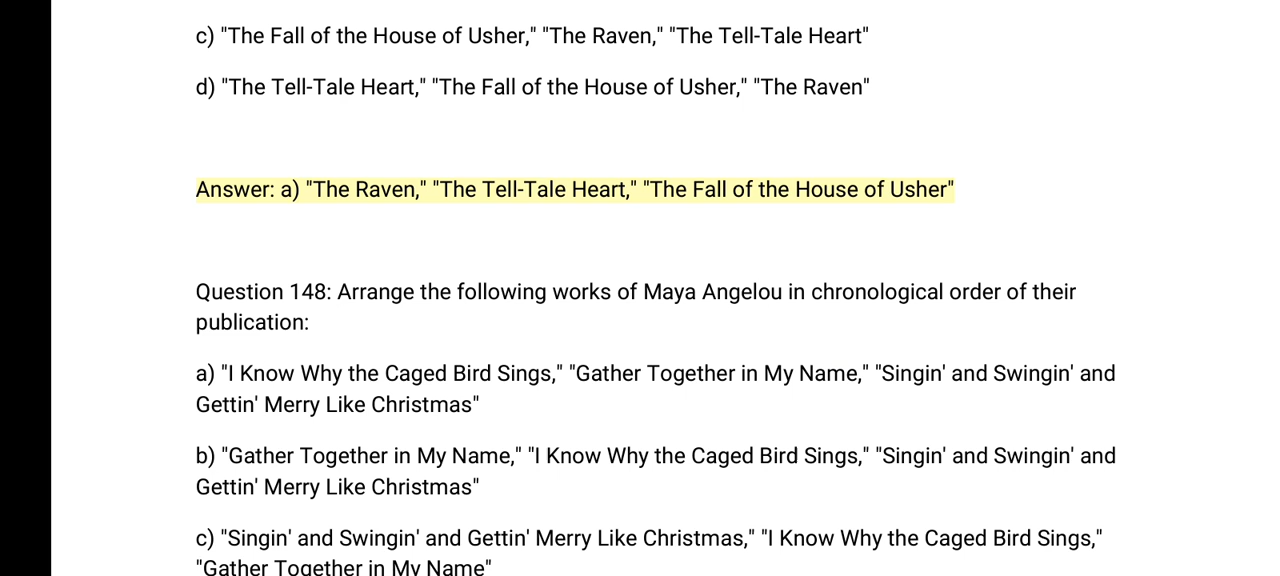 c) "The Fall of the House of Usher," "The Raven," "The Tell-Tale Heart"
d) "The Tell-Tale Heart," "The Fall of the House of Usher," "The Raven"
Answer: a) "The Raven," "The Tell-Tale Heart," "The Fall of the House of Usher"
Question 148: Arrange the following works of Maya Angelou in chronological order of their
publication:
a) "I Know Why the Caged Bird Sings," "Gather Together in My Name," "Singin' and Swingin' and
Gettin' Merry Like Christmas"
b) "Gather Together in My Name," "I Know Why the Caged Bird Sings," "Singin' and Swingin' and
Gettin' Merry Like Christmas"
c) "Singin' and Swingin' and Gettin' Merry Like Christmas," "I Know Why the Caged Bird Sings,"
"Gather Together in My Name"